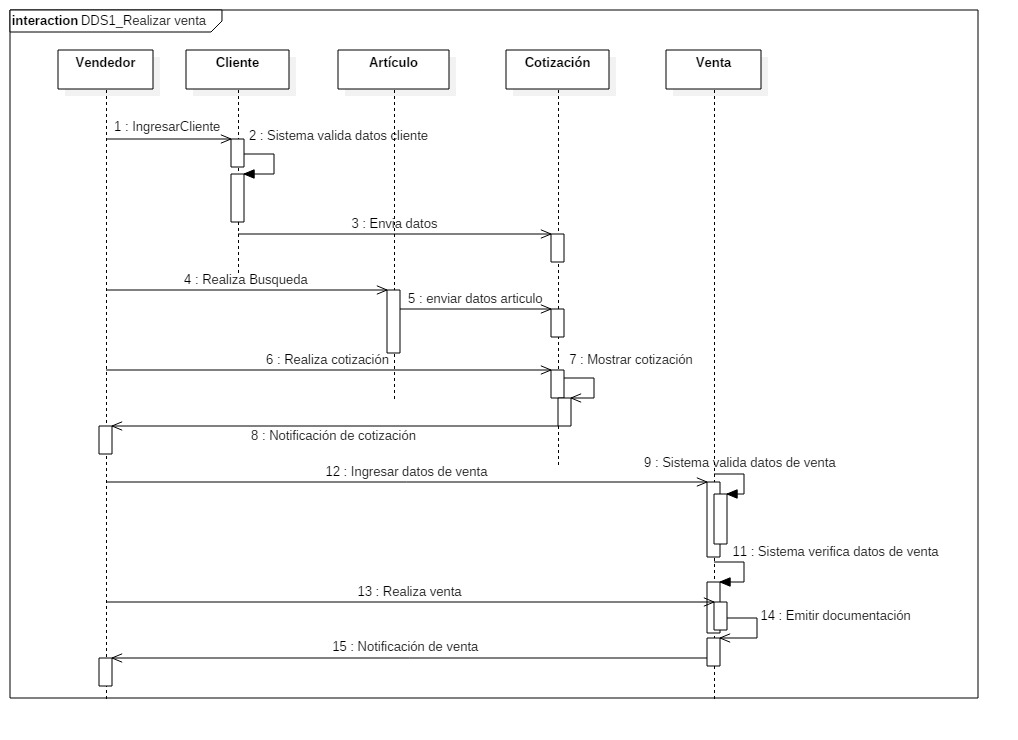 interaction DDS1_Realizar venta
Vendedor
Cliente
Artículo
Cotización
Venta
1 : IngresarCliente
2 : Sistema valida datos cliente
3 : Envia datos
4 : Realiza Busqueda
5 : enviar datos articulo
6 : Realiza cotización
7 : Mostrar cotización
8 : Notificación de cotización
9 : Sistema valida datos de venta
12 : Ingresar datos de venta
11 : Sistema verifica datos de venta
13 : Realiza venta
14 : Emitir documentación
15 : Notificación de venta